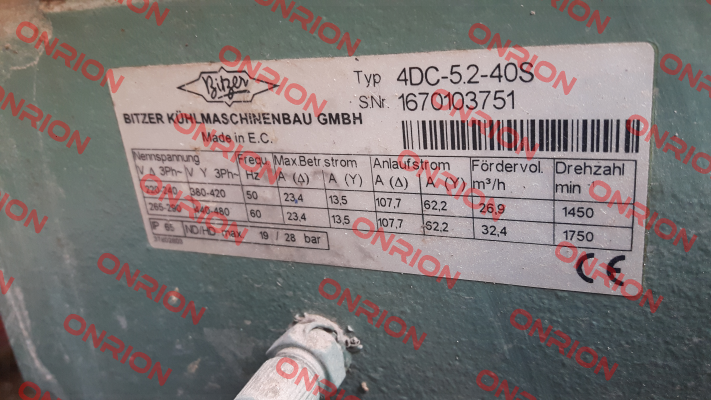 Bitzer
Typ 4DC-5.2-40S
S.Nr. 1670103751
BITZER KÜHLMASCHINENBAU GMBH
Made in E.C.
Nennspannung Frequ. Max.Betr.strom Anlaufstrom Fördervol. Drehzahl
V Δ 3Ph~ V Y 3Ph~ Hz A (Δ) A (Y) A (Δ) A (Y) m³/h min
220-240 380-420 50 23,4 13,5 107,7 62,2 26,9 1450
265-290 440-480 60 23,4 13,5 107,7 62,2 32,4 1750
IP 65 ND/HD-max 19 / 28 bar
CE
ONRION